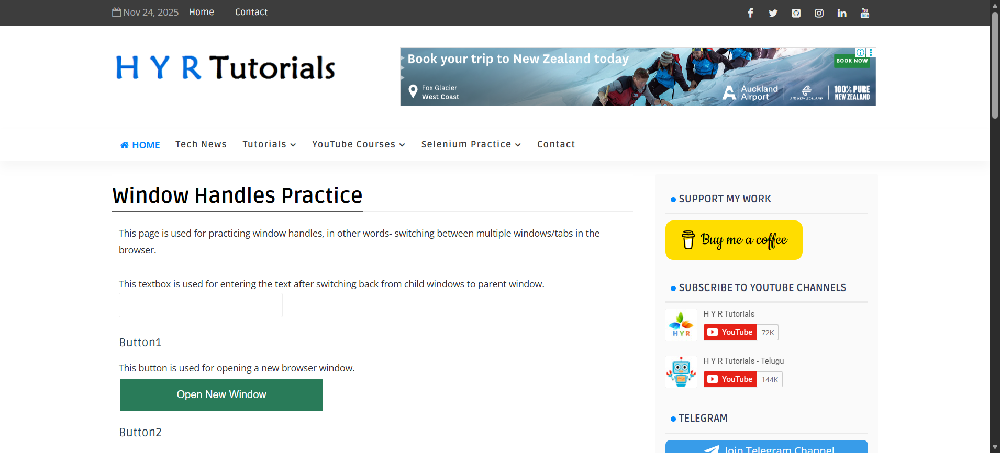 Nov 24, 2025 Home Contact
You
Tube
H Y R Tutorials
Book your trip to New Zealand today
BOOK NOW
Fox Glacier
West Coast
Auckland
Airport
AIR NEW ZEALAND
100% PURE
NEW ZEALAND
HOME Tech News Tutorials YouTube Courses Selenium Practice Contact
Window Handles Practice
This page is used for practicing window handles, in other words- switching between multiple windows/tabs in the
browser.
This textbox is used for entering the text after switching back from child windows to parent window.
Button1
This button is used for opening a new browser window.
Open New Window
Button2
SUPPORT MY WORK
Buy me a coffee
SUBSCRIBE TO YOUTUBE CHANNELS
H Y R Tutorials
HYR
YouTube 72K
H Y R Tutorials - Telugu
YouTube 144K
TELEGRAM
Join Telegram Channel